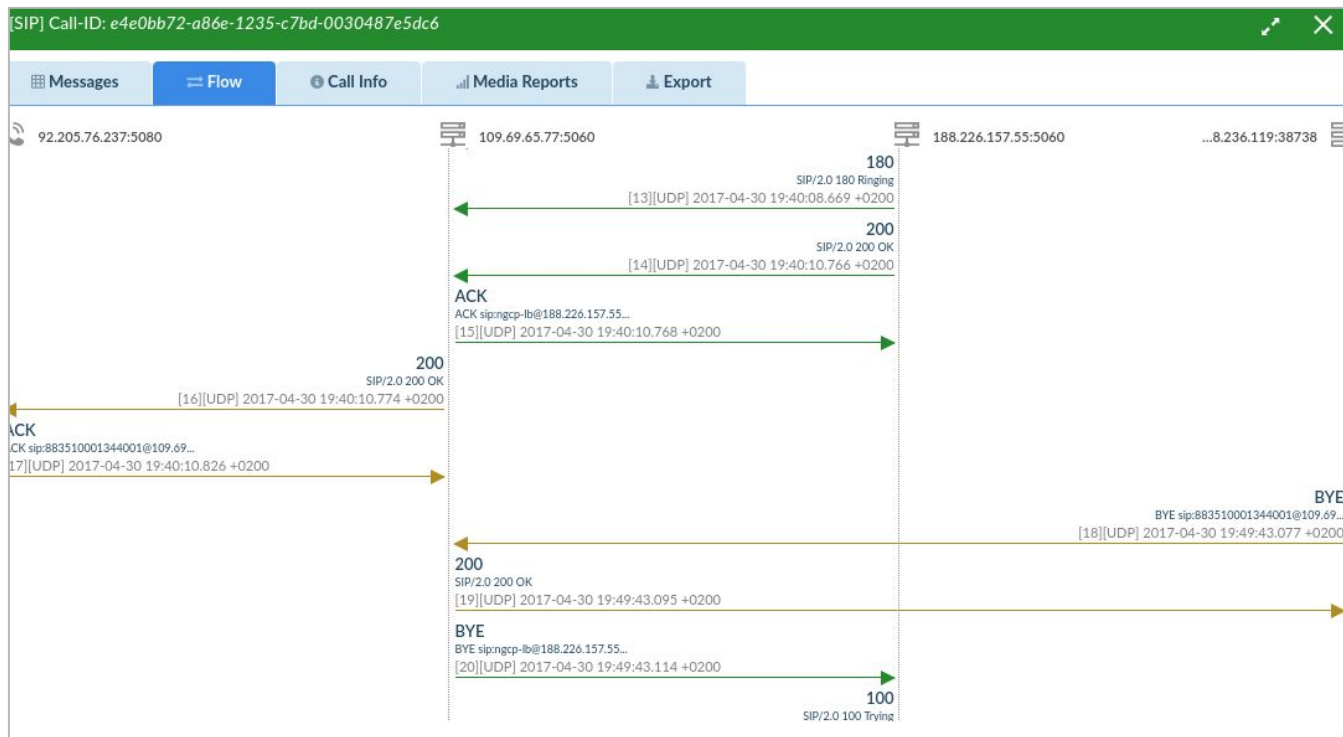 [SIP] Call-ID: e4e0bb72-a86e-1235-c7bd-0030487e5dc6
Messages Flow Call Info Media Reports Export
92.205.76.237:5080 109.69.65.77:5060 188.226.157.55:5060 ...8.236.119:38738
180
SIP/2.0 180 Ringing
[13][UDP] 2017-04-30 19:40:08.669 +0200
200
SIP/2.0 200 OK
[14][UDP] 2017-04-30 19:40:10.766 +0200
ACK
ACK sip:ngcp-lb@188.226.157.55...
[15][UDP] 2017-04-30 19:40:10.768 +0200
200
SIP/2.0 200 OK
[16][UDP] 2017-04-30 19:40:10.774 +0200
ACK
CK sip:883510001344001@109.69...
17][UDP] 2017-04-30 19:40:10.826 +0200
BYE
BYE sip:883510001344001@109.69...
[18][UDP] 2017-04-30 19:49:43.077 +0200
200
SIP/2.0 200 OK
[19][UDP] 2017-04-30 19:49:43.095 +0200
BYE
BYE sip:ngcp-lb@188.226.157.55...
[20][UDP] 2017-04-30 19:49:43.114 +0200
100
SIP/2.0 100 Trying